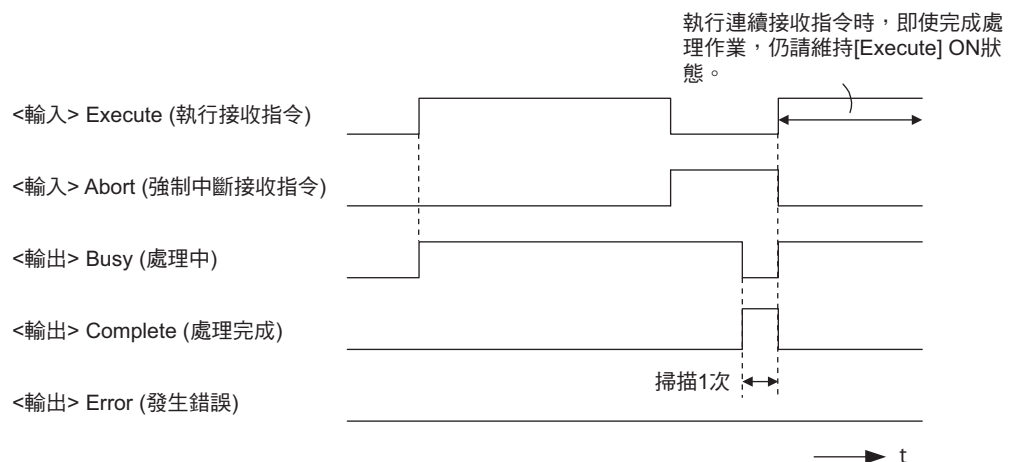 執行連續接收指令時，即使完成處
理作業，仍請維持[Execute] ON狀
態。
<輸入> Execute (執行接收指令)
<輸入> Abort (強制中斷接收指令)
<輸出> Busy (處理中)
<輸出> Complete (處理完成)
掃描1次
<輸出> Error (發生錯誤)
t